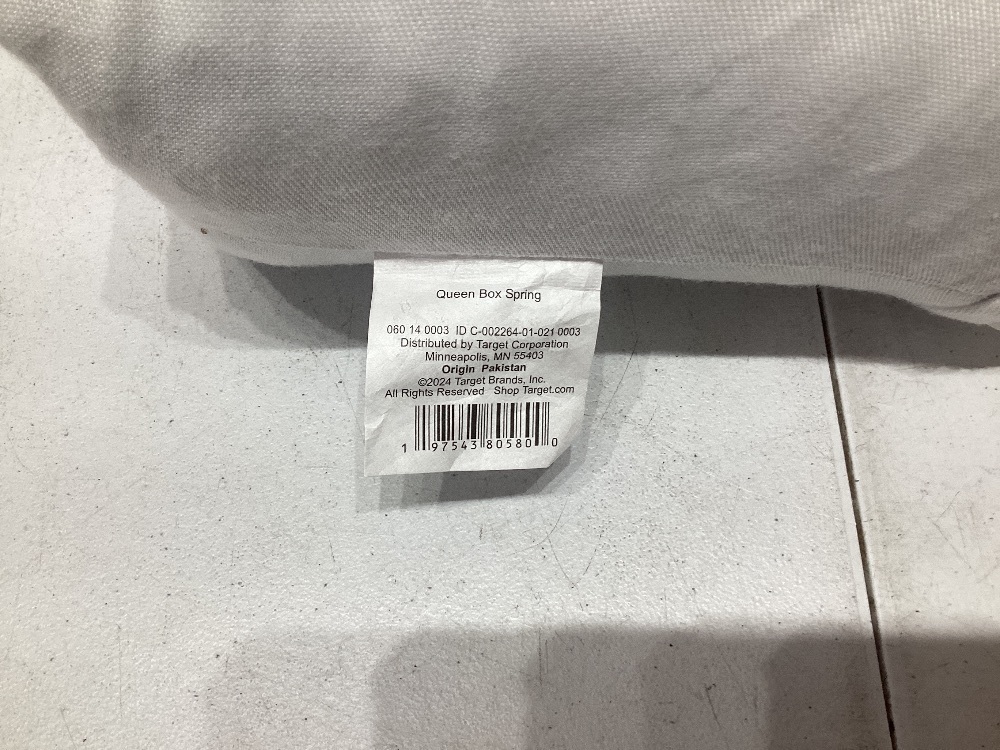 Queen Box Spring
060 14 0003 ID C-002264-01-021 0003
Distributed by Target Corporation
Minneapolis, MN 55403
Origin Pakistan
©2024 Target Brands, Inc.
All Rights Reserved Shop Target.com
1 97543 80580 0